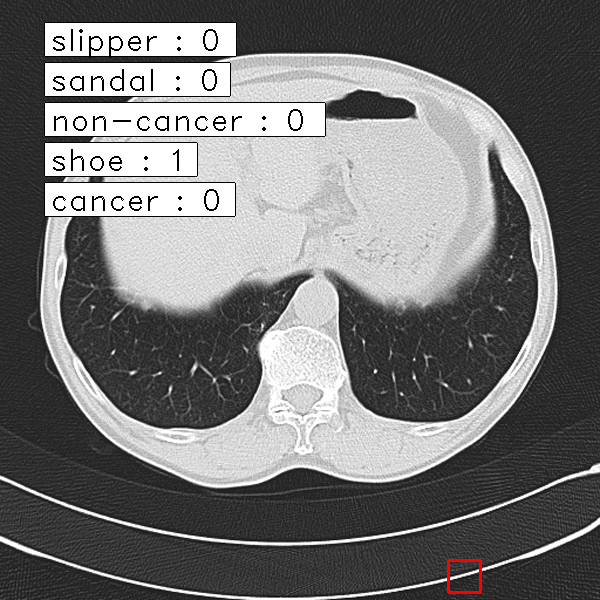 slipper : 0
sandal : 0
non-cancer : 0
shoe : 1
cancer : 0